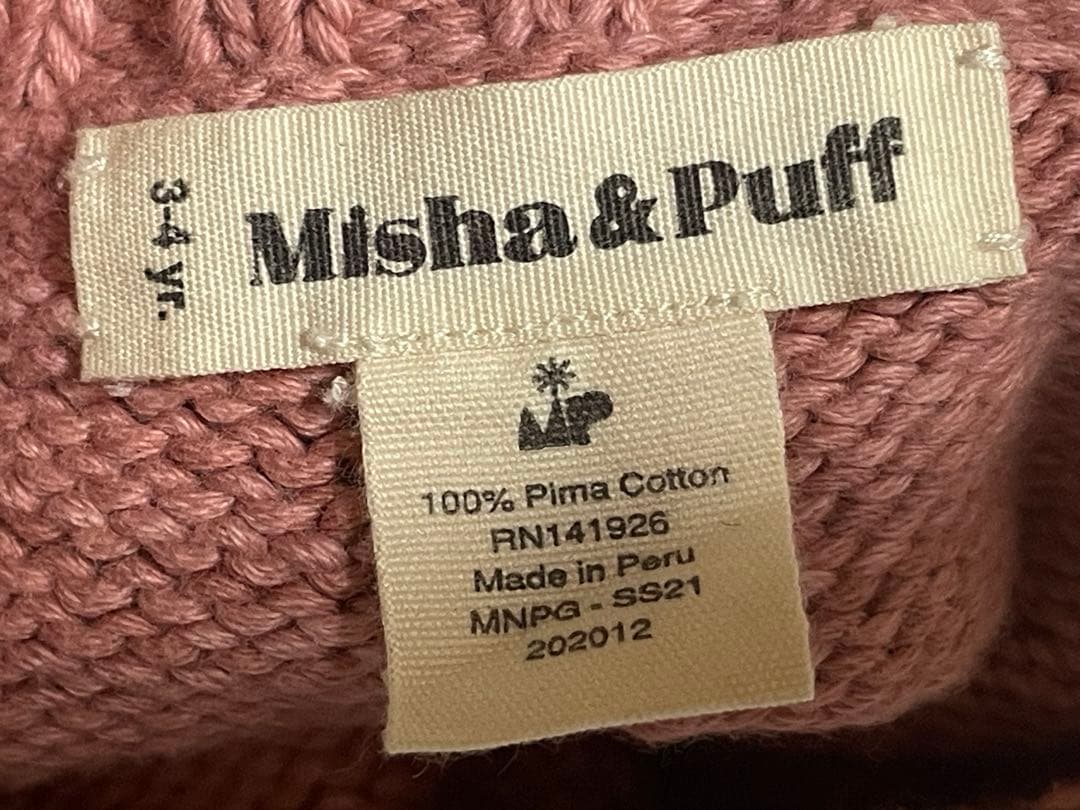 Misha & Puff
3-4 yr.
MP
100% Pima Cotton
RN141926
Made in Peru
MNPG - SS21
202012